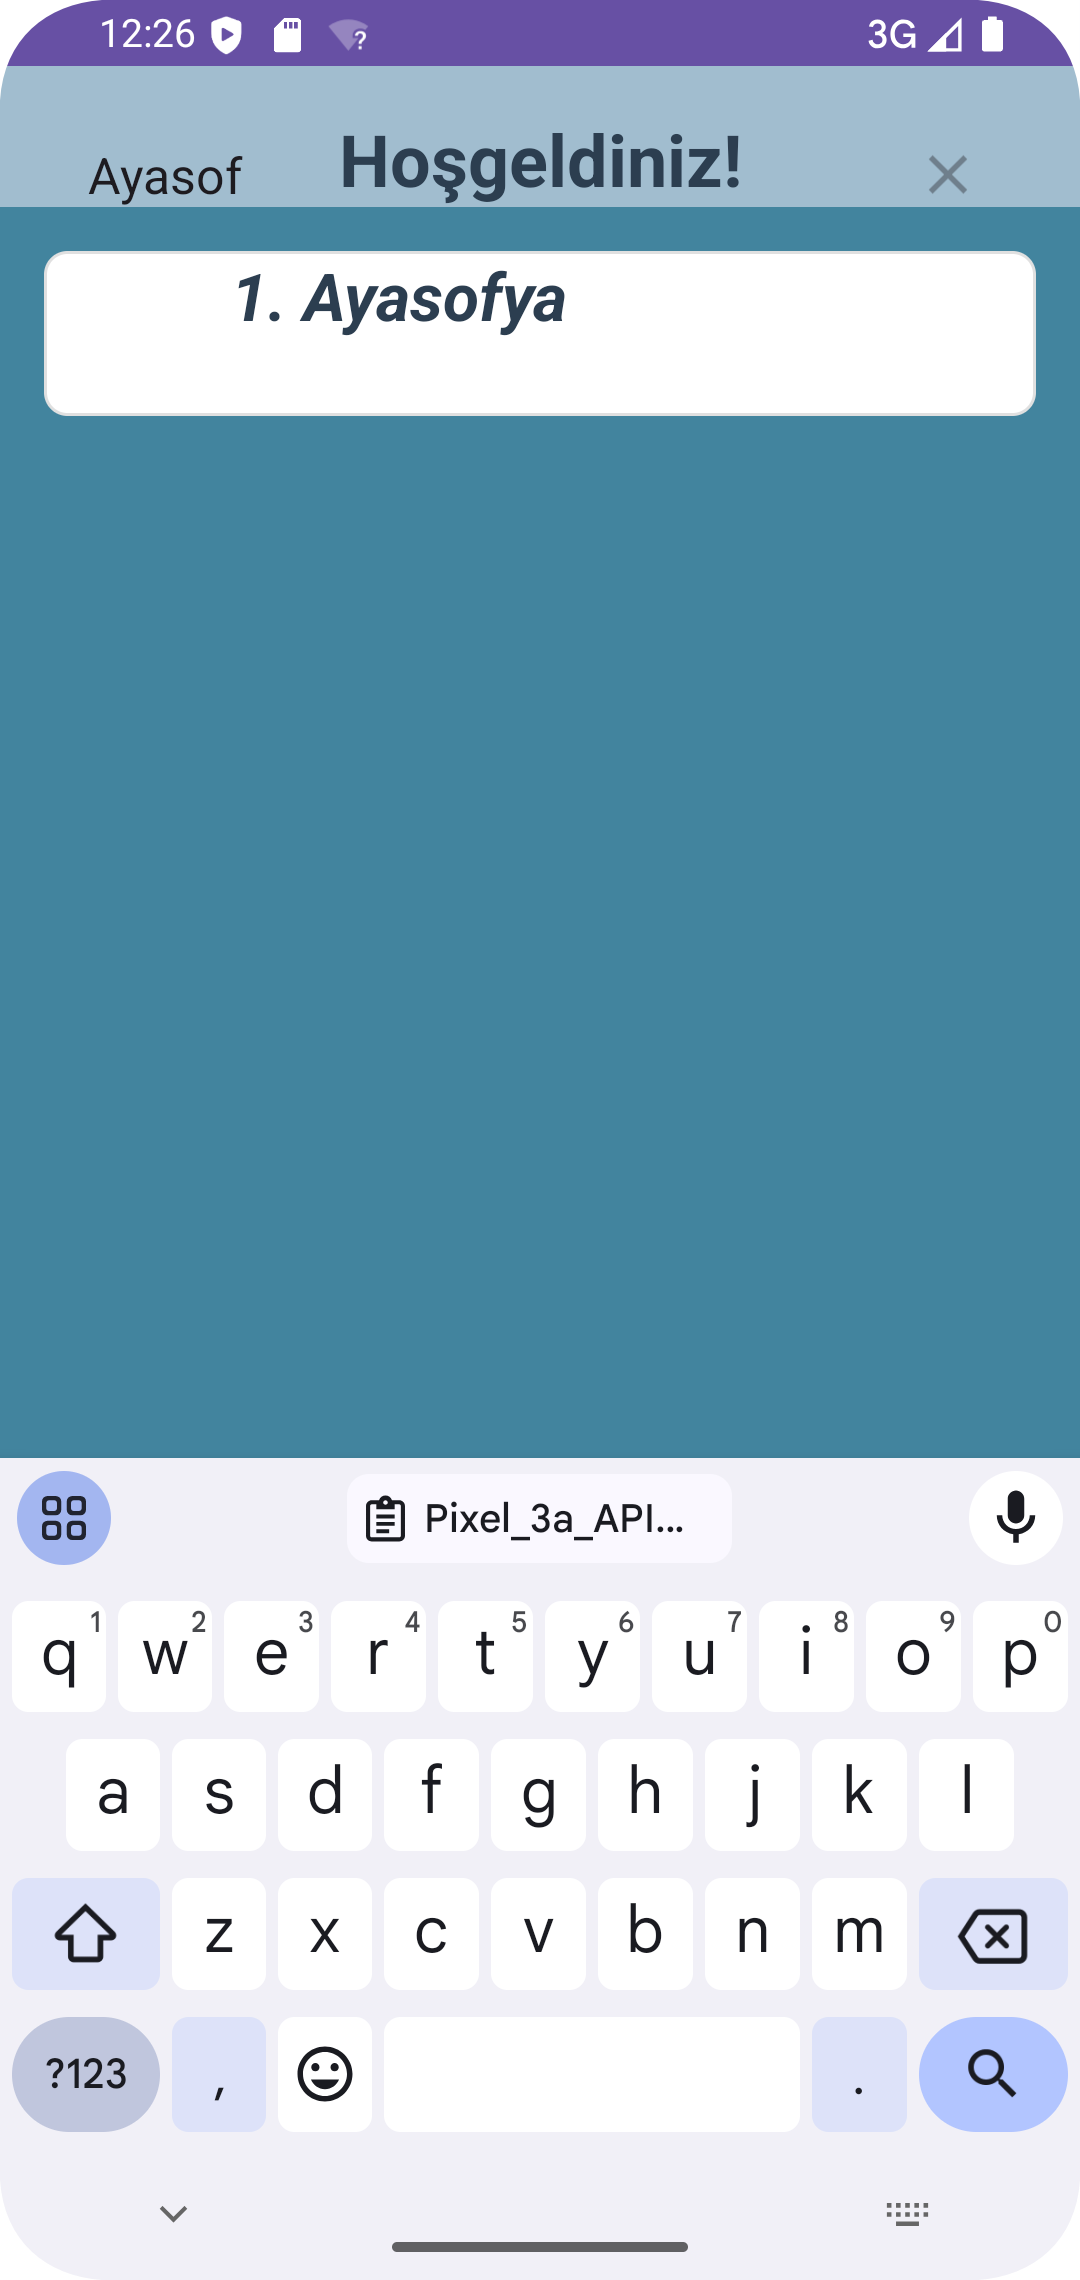 12:26 3G
Hoşgeldiniz!
Ayasof
1. Ayasofya
Pixel_3a_API...
q 1 w 2 e 3 r 4 t 5 y 6 u 7 i 8 o 9 p 0
a s d f g h j k l
z x c v b n m
?123 , .